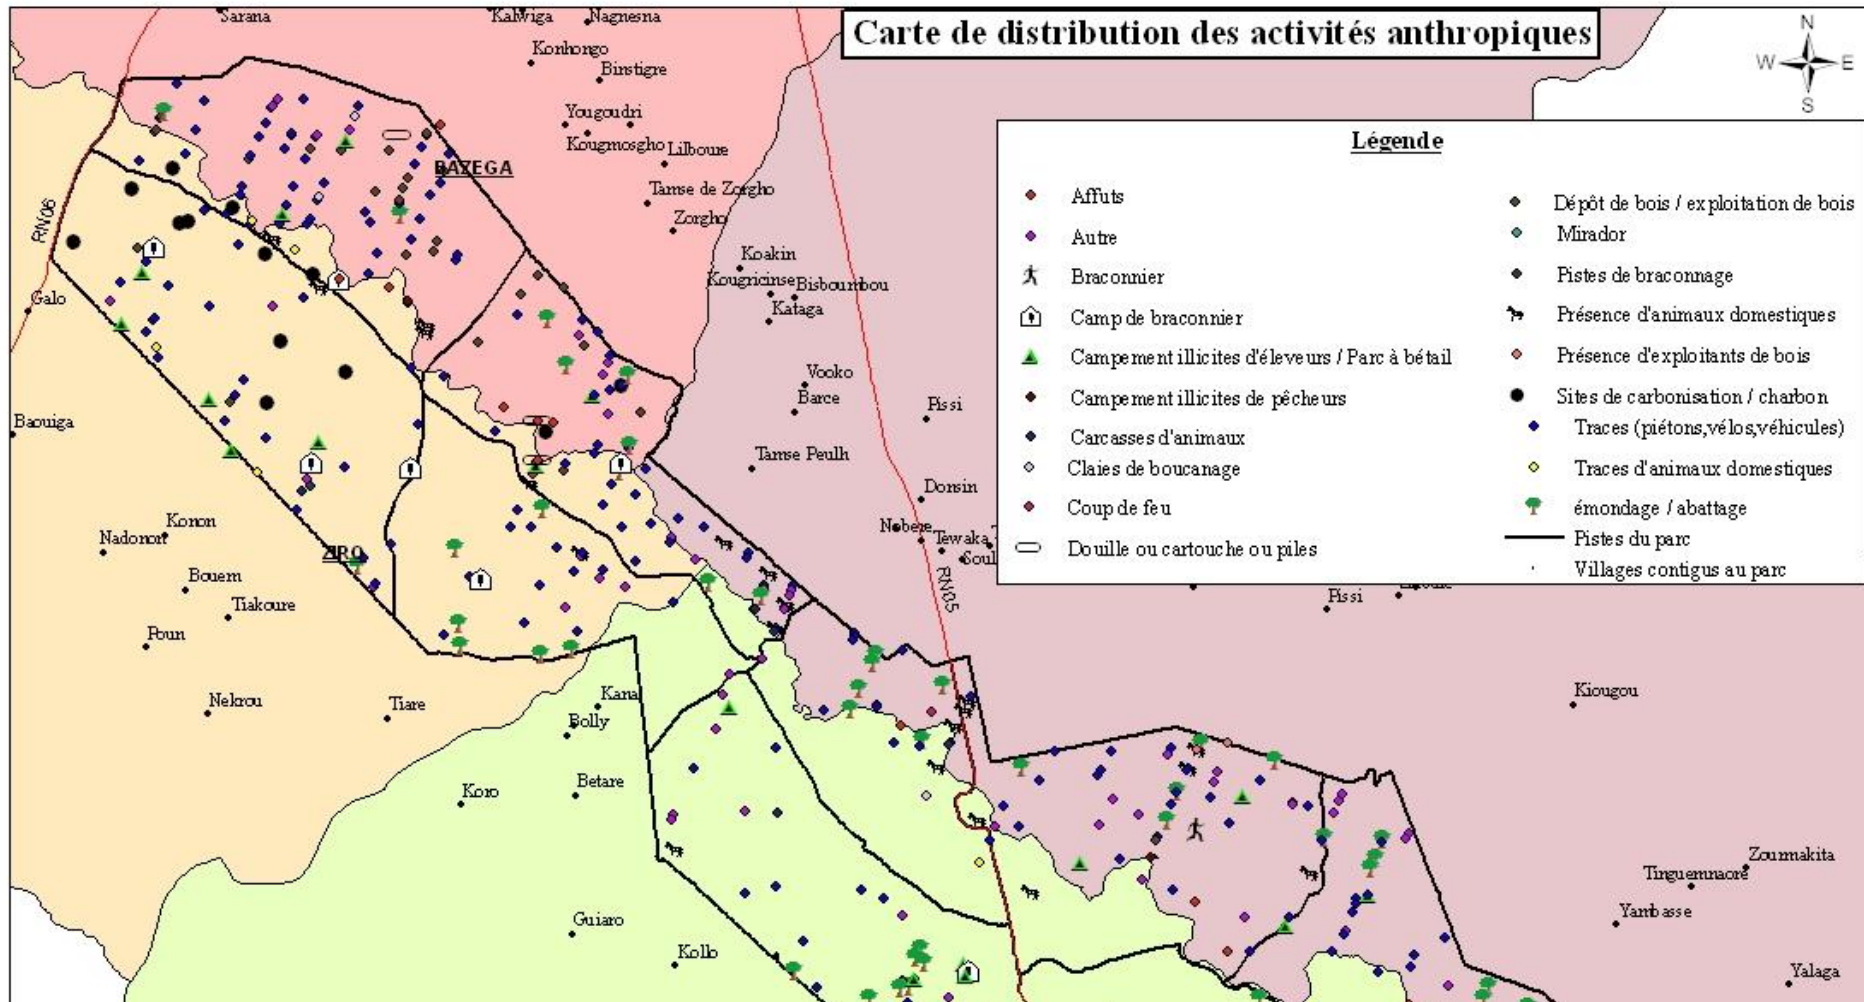 Carte de distribution des activités anthropiques
N
W
E
S
Sarana
Kalwiga
Nagnesna
Konhongo
Binstigre
Yougoudri
Kougmosgho
Lilboure
BAZEGA
Tamse de Zorgho
Zorgho
RN06
Koakin
Kougricinse
Bisboumbou
Galo
Kataga
Vooko
Barce
Baouiga
Pissi
Tamse Peulh
Donsin
Konon
Nobere
Nadonon
Tewaka
ZIRO
Soul
Bouem
RN05
Tiakoure
Pissi
Poun
Kana
Nekrou
Tiare
Kiougou
Bolly
Betare
Koro
Zourmakita
Tinguemnaore
Guiaro
Yambasse
Kollo
Yalaga
Légende
Affuts
Autre
Braconnier
Camp de braconnier
Campement illicites d'éleveurs / Parc à bétail
Campement illicites de pêcheurs
Carcasses d'animaux
Claies de boucanage
Coup de feu
Douille ou cartouche ou piles
Dépôt de bois / exploitation de bois
Mirador
Pistes de braconnage
Présence d'animaux domestiques
Présence d'exploitants de bois
Sites de carbonisation / charbon
Traces (piétons,vélos,véhicules)
Traces d'animaux domestiques
émondage / abattage
Pistes du parc
Villages contigus au parc